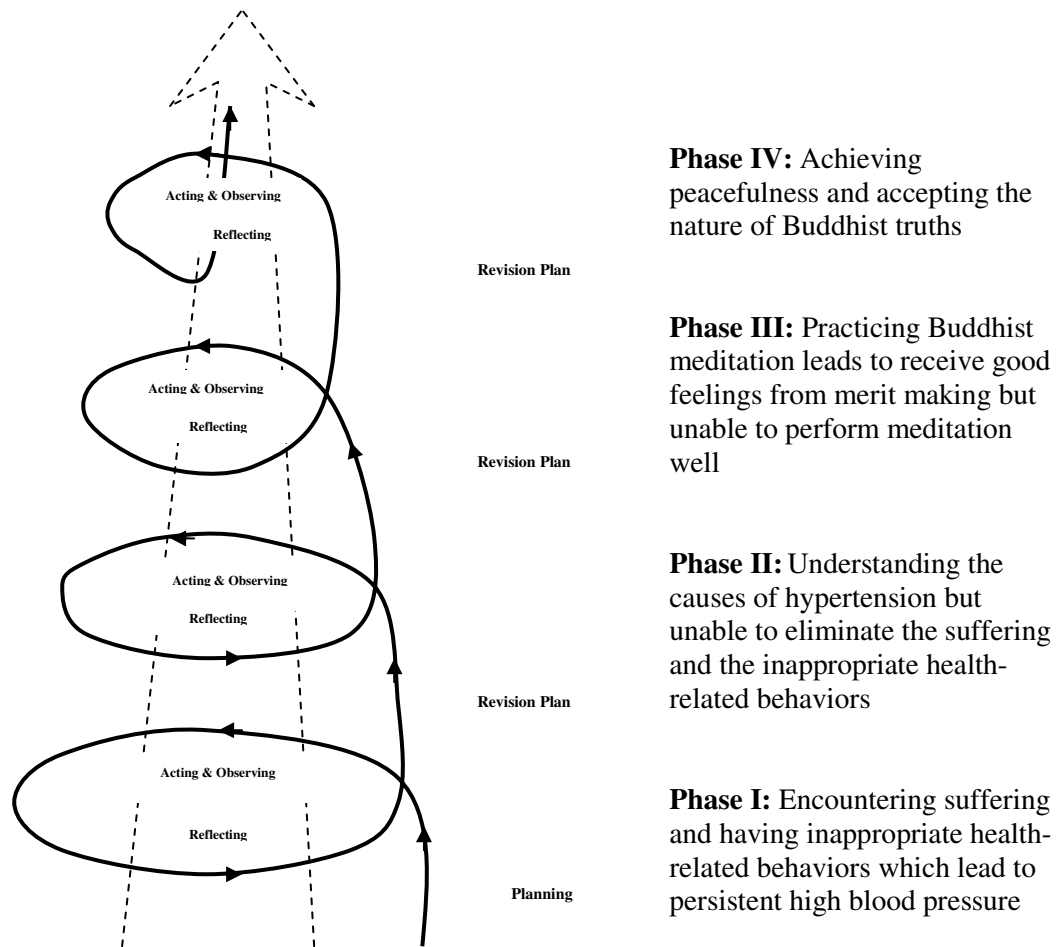 Phase IV: Achieving
peacefulness and accepting the
nature of Buddhist truths
Acting & Observing
Reflecting
Revision Plan
Phase III: Practicing Buddhist
meditation leads to receive good
feelings from merit making but
unable to perform meditation
well
Acting & Observing
Reflecting
Revision Plan
Phase II: Understanding the
causes of hypertension but
unable to eliminate the suffering
and the inappropriate health-
related behaviors
Acting & Observing
Reflecting
Revision Plan
Phase I: Encountering suffering
and having inappropriate health-
related behaviors which lead to
persistent high blood pressure
Acting & Observing
Reflecting
Planning